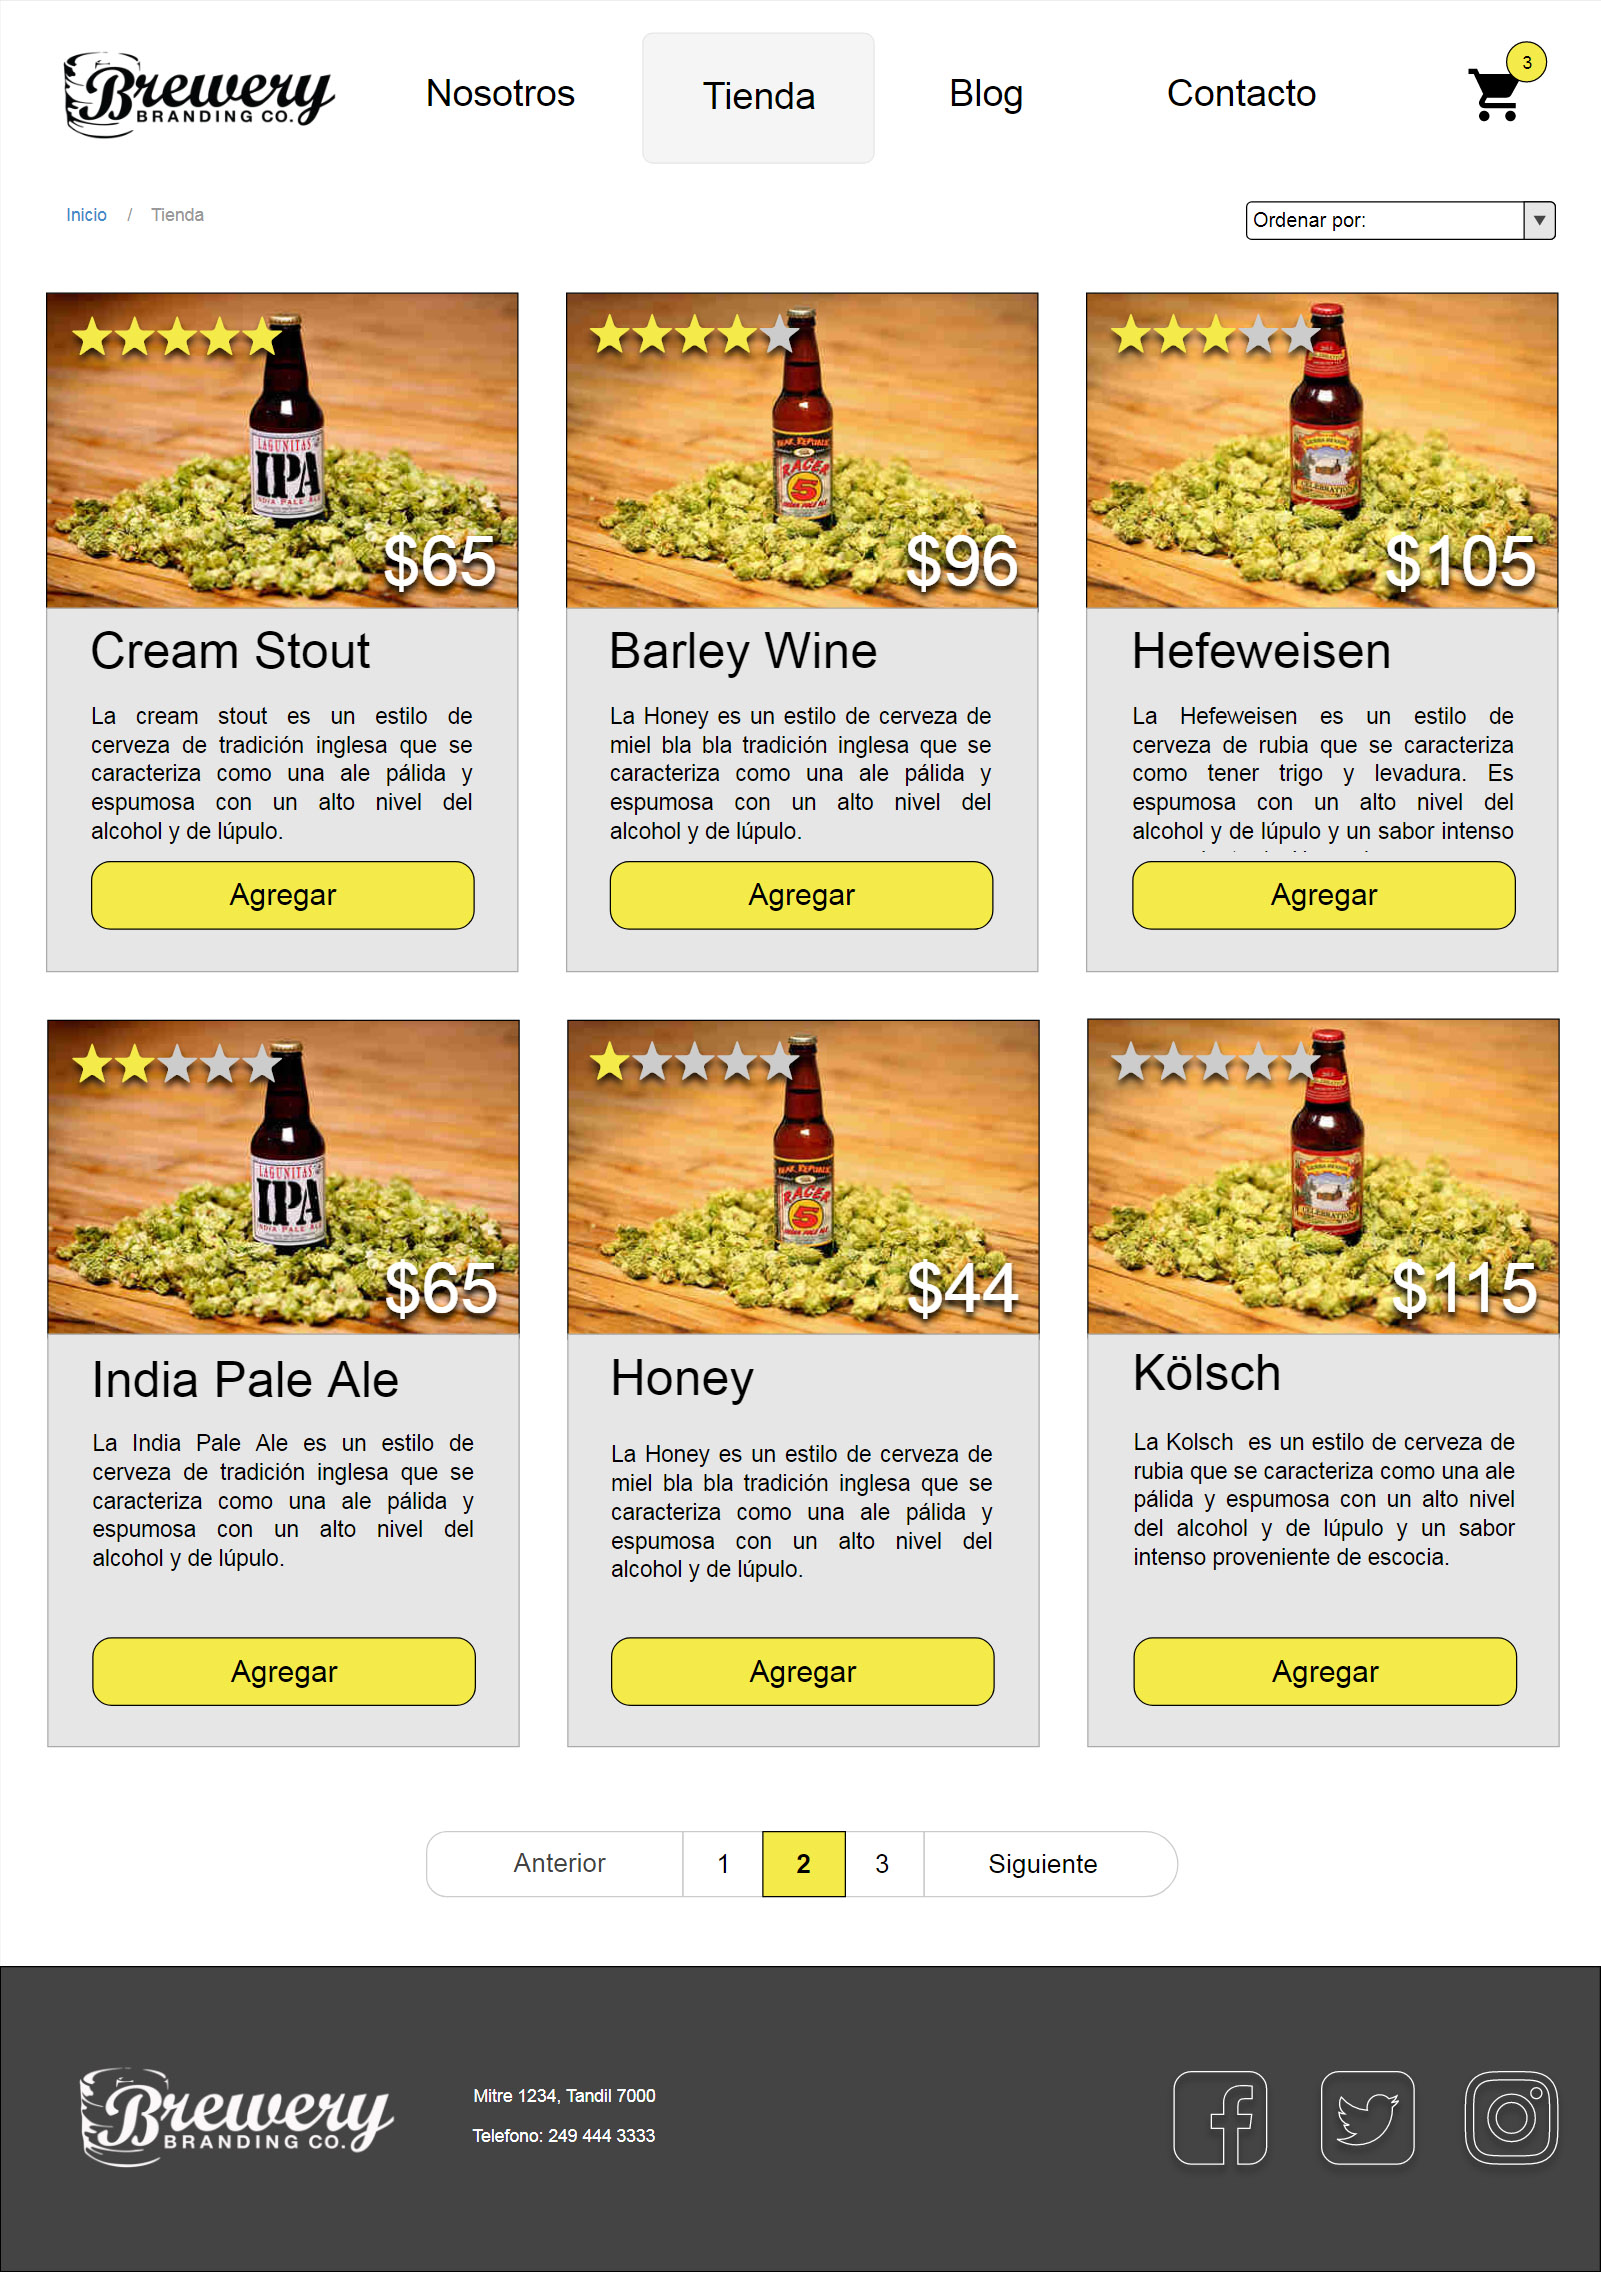 Brewery
BRANDING CO.
Nosotros
Tienda
Blog
Contacto
3
Inicio / Tienda
Ordenar por:
LAGUNITAS
IPA
INDIA PALE ALE
$65
BEAR REPUBLIC
RACER
5
INDIA PALE ALE
$96
CELEBRATION
$105
Cream Stout
La cream stout es un estilo de
cerveza de tradición inglesa que se
caracteriza como una ale pálida y
espumosa con un alto nivel del
alcohol y de lúpulo.
Agregar
Barley Wine
La Honey es un estilo de cerveza de
miel bla bla tradición inglesa que se
caracteriza como una ale pálida y
espumosa con un alto nivel del
alcohol y de lúpulo.
Agregar
Hefeweisen
La Hefeweisen es un estilo de
cerveza de rubia que se caracteriza
como tener trigo y levadura. Es
espumosa con un alto nivel del
alcohol y de lúpulo y un sabor intenso
Agregar
LAGUNITAS
IPA
INDIA PALE ALE
$65
BEAR REPUBLIC
RACER
5
INDIA PALE ALE
$44
CELEBRATION
$115
India Pale Ale
La India Pale Ale es un estilo de
cerveza de tradición inglesa que se
caracteriza como una ale pálida y
espumosa con un alto nivel del
alcohol y de lúpulo.
Agregar
Honey
La Honey es un estilo de cerveza de
miel bla bla tradición inglesa que se
caracteriza como una ale pálida y
espumosa con un alto nivel del
alcohol y de lúpulo.
Agregar
Kölsch
La Kolsch es un estilo de cerveza de
rubia que se caracteriza como una ale
pálida y espumosa con un alto nivel
del alcohol y de lúpulo y un sabor
intenso proveniente de escocia.
Agregar
Anterior 1 2 3 Siguiente
Brewery
BRANDING CO.
Mitre 1234, Tandil 7000
Telefono: 249 444 3333